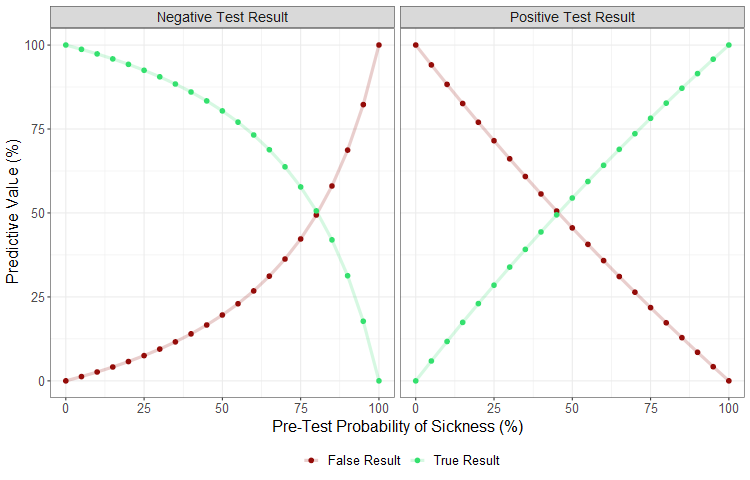 Negative Test Result
Positive Test Result
Predictive Value (%)
100
75
50
25
0
0 25 50 75 100
0 25 50 75 100
Pre-Test Probability of Sickness (%)
False Result
True Result